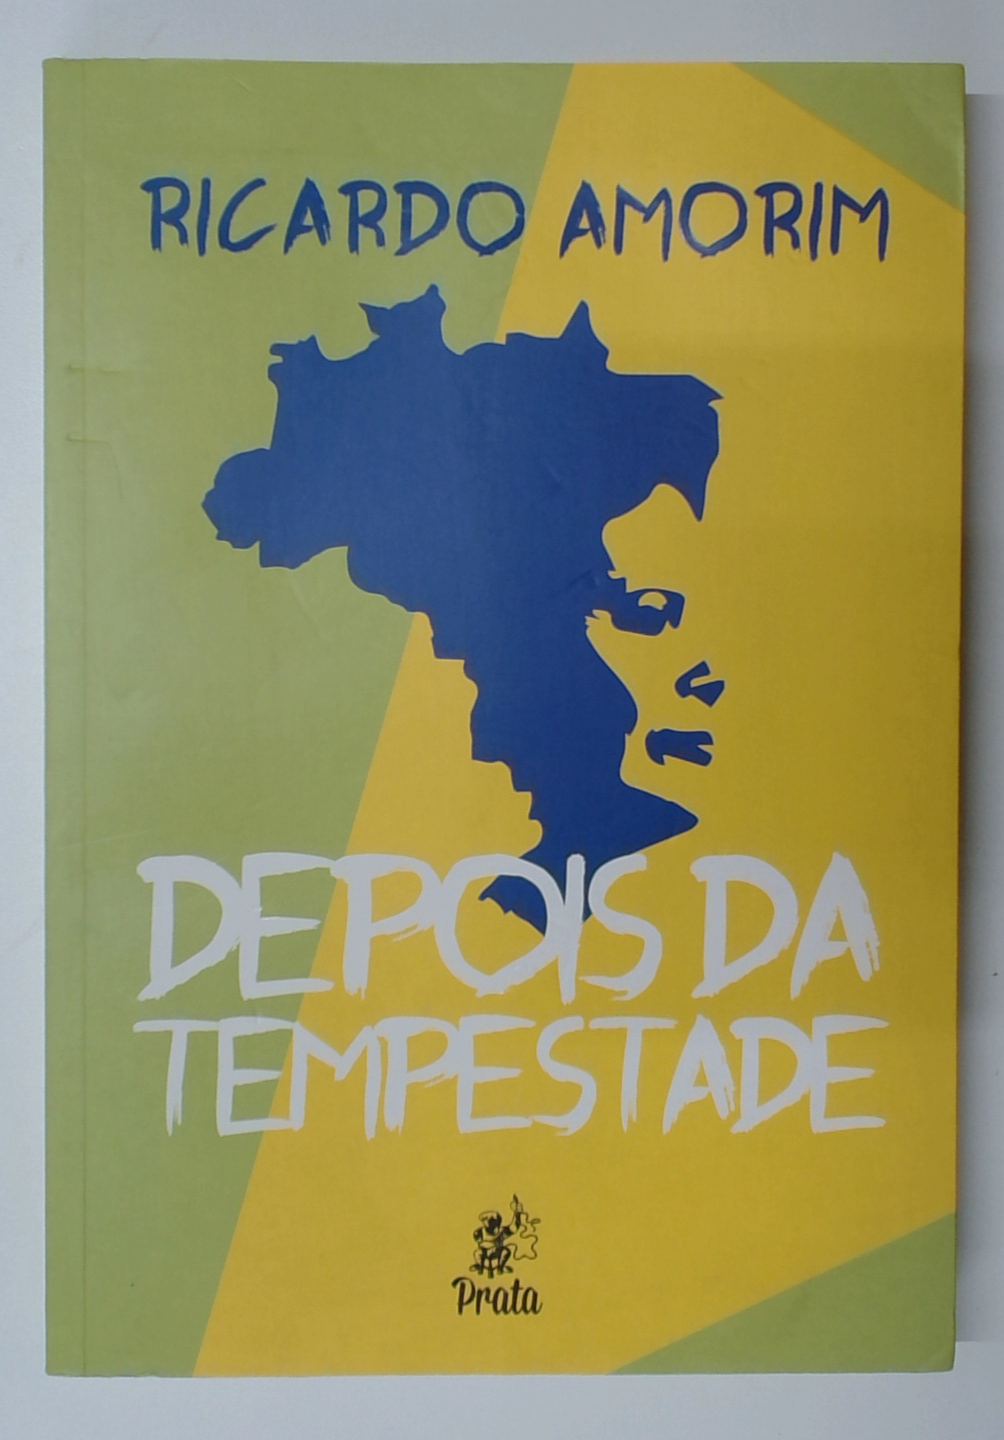 RICARDO AMORIM
DEPOIS DA
TEMPESTADE
Prata